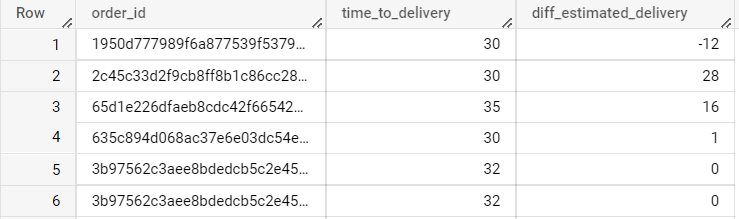 Row order_id time_to_delivery diff_estimated_delivery
1 1950d777989f6a877539f5379... 30 -12
2 2c45c33d2f9cb8ff8b1c86cc28... 30 28
3 65d1e226dfaeb8cdc42f66542... 35 16
4 635c894d068ac37e6e03dc54e... 30 1
5 3b97562c3aee8bdedcb5c2e45... 32 0
6 3b97562c3aee8bdedcb5c2e45... 32 0